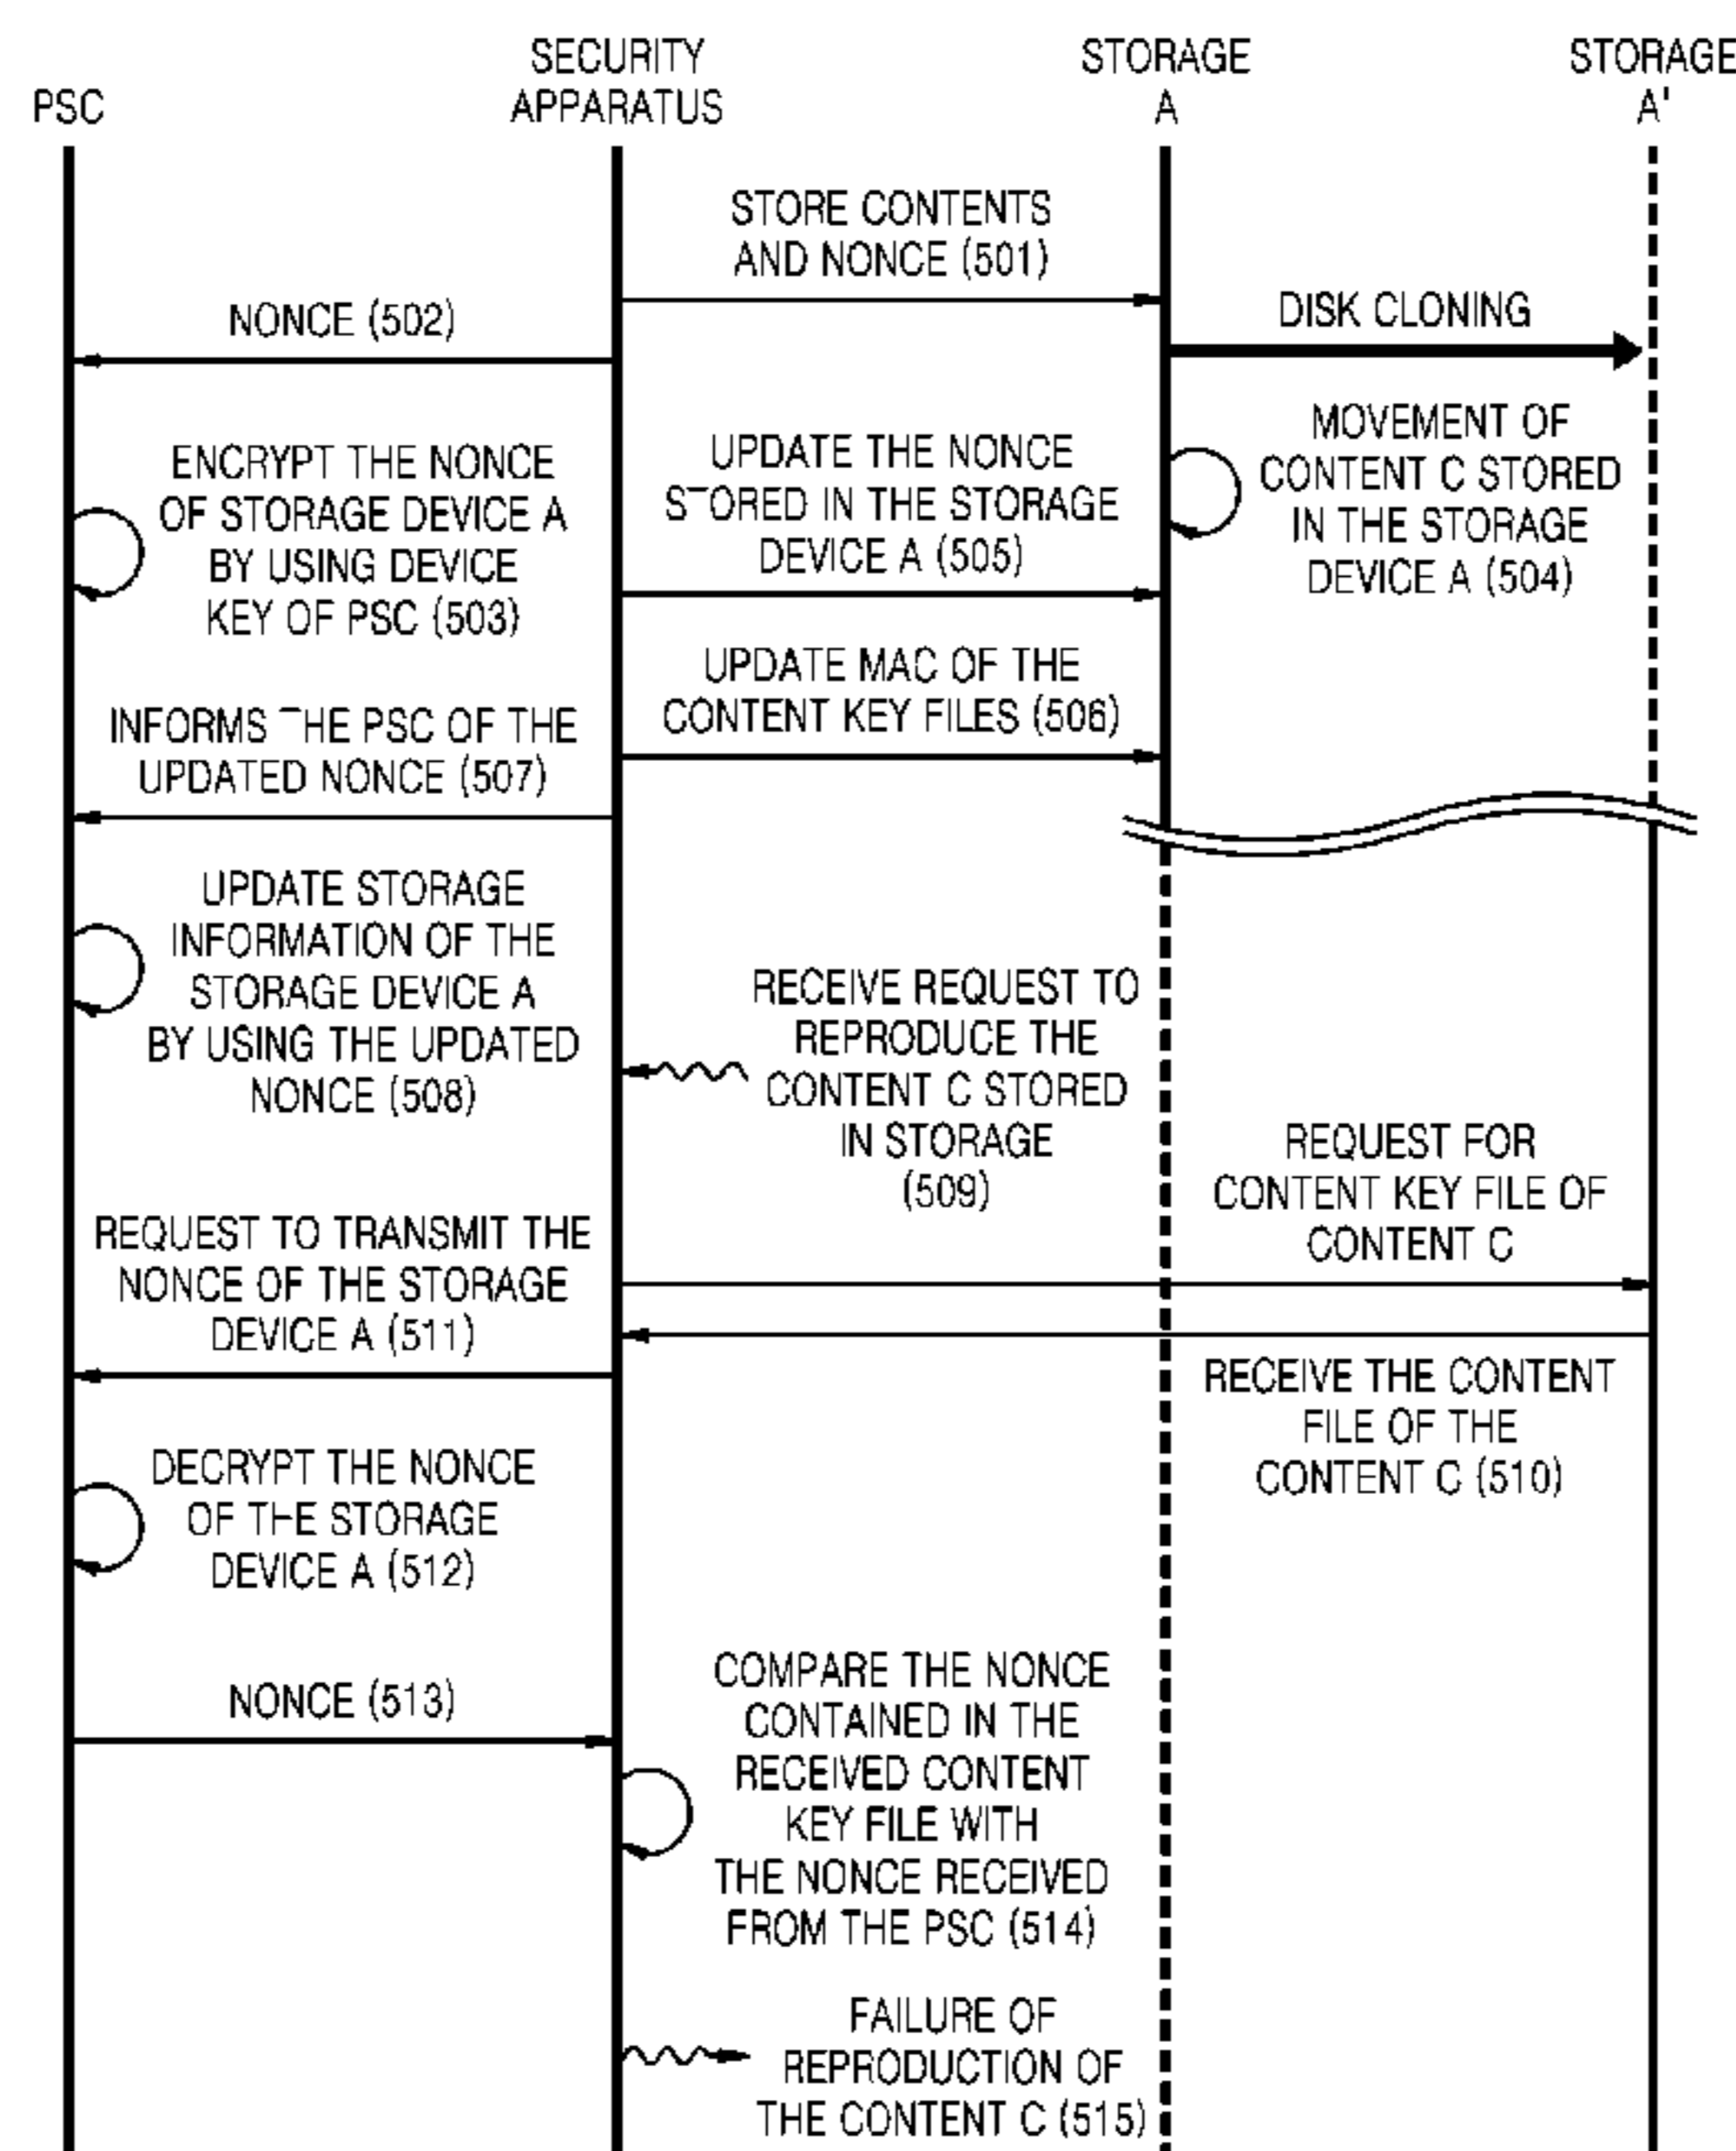 PSC
SECURITY
APPARATUS
STORAGE
A
STORAGE
A'
STORE CONTENTS
AND NONCE (501)
NONCE (502)
DISK CLONING
ENCRYPT THE NONCE
OF STORAGE DEVICE A
BY USING DEVICE
KEY OF PSC (503)
UPDATE THE NONCE
STORED IN THE STORAGE
DEVICE A (505)
MOVEMENT OF
CONTENT C STORED
IN THE STORAGE
DEVICE A (504)
UPDATE MAC OF THE
CONTENT KEY FILES (506)
INFORMS THE PSC OF THE
UPDATED NONCE (507)
UPDATE STORAGE
INFORMATION OF THE
STORAGE DEVICE A
BY USING THE UPDATED
NONCE (508)
RECEIVE REQUEST TO
REPRODUCE THE
CONTENT C STORED
IN STORAGE
(509)
REQUEST FOR
CONTENT KEY FILE OF
CONTENT C
REQUEST TO TRANSMIT THE
NONCE OF THE STORAGE
DEVICE A (511)
RECEIVE THE CONTENT
FILE OF THE
CONTENT C (510)
DECRYPT THE NONCE
OF THE STORAGE
DEVICE A (512)
NONCE (513)
COMPARE THE NONCE
CONTAINED IN THE
RECEIVED CONTENT
KEY FILE WITH
THE NONCE RECEIVED
FROM THE PSC (514)
FAILURE OF
REPRODUCTION OF
THE CONTENT C (515)